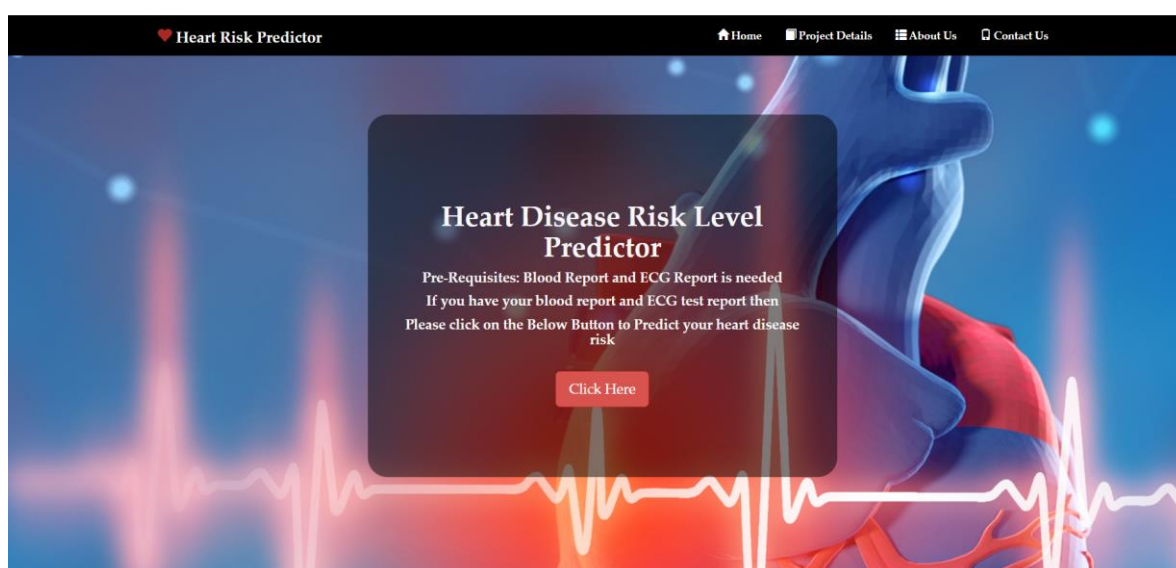 Heart Risk Predictor
Home Project Details About Us Contact Us
Heart Disease Risk Level
Predictor
Pre-Requisites: Blood Report and ECG Report is needed
If you have your blood report and ECG test report then
Please click on the Below Button to Predict your heart disease
risk
Click Here